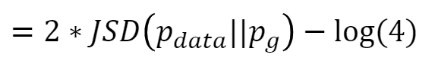 = 2 * JSD(p_data||p_g) − log(4)